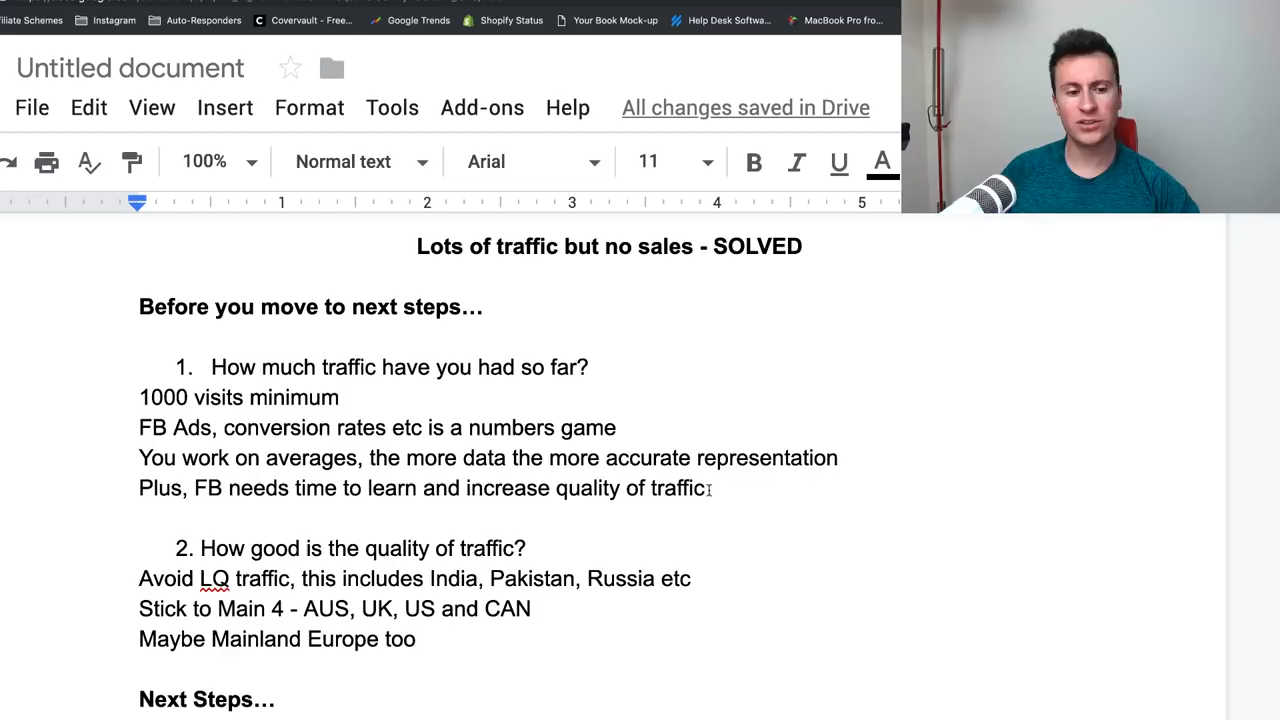 Instagram
Auto-Responders
Covervault - Free...
Google Trends
Shopify Status
Your Book Mock-up
Help Desk Softwa...
MacBook Pro fro...
Untitled document
File Edit View Insert Format Tools Add-ons Help All changes saved in Drive
100% Normal text Arial 11 B I U A
1 2 3 4 5
Lots of traffic but no sales - SOLVED
Before you move to next steps…
1. How much traffic have you had so far?
1000 visits minimum
FB Ads, conversion rates etc is a numbers game
You work on averages, the more data the more accurate representation
Plus, FB needs time to learn and increase quality of traffic
2. How good is the quality of traffic?
Avoid LQ traffic, this includes India, Pakistan, Russia etc
Stick to Main 4 - AUS, UK, US and CAN
Maybe Mainland Europe too
Next Steps…